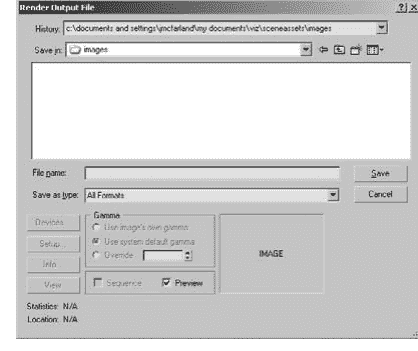 Render Output File
History: c:\documents and settings\jmcfarland\my documents\viz\sceneassets\images
Save in: images
File name:
Save
Save as type: All Formats
Cancel
Devices...
Setup...
Info
View
Gamma
Use image's own gamma
Use system default gamma
Override
Sequence
Preview
IMAGE
Statistics: N/A
Location: N/A